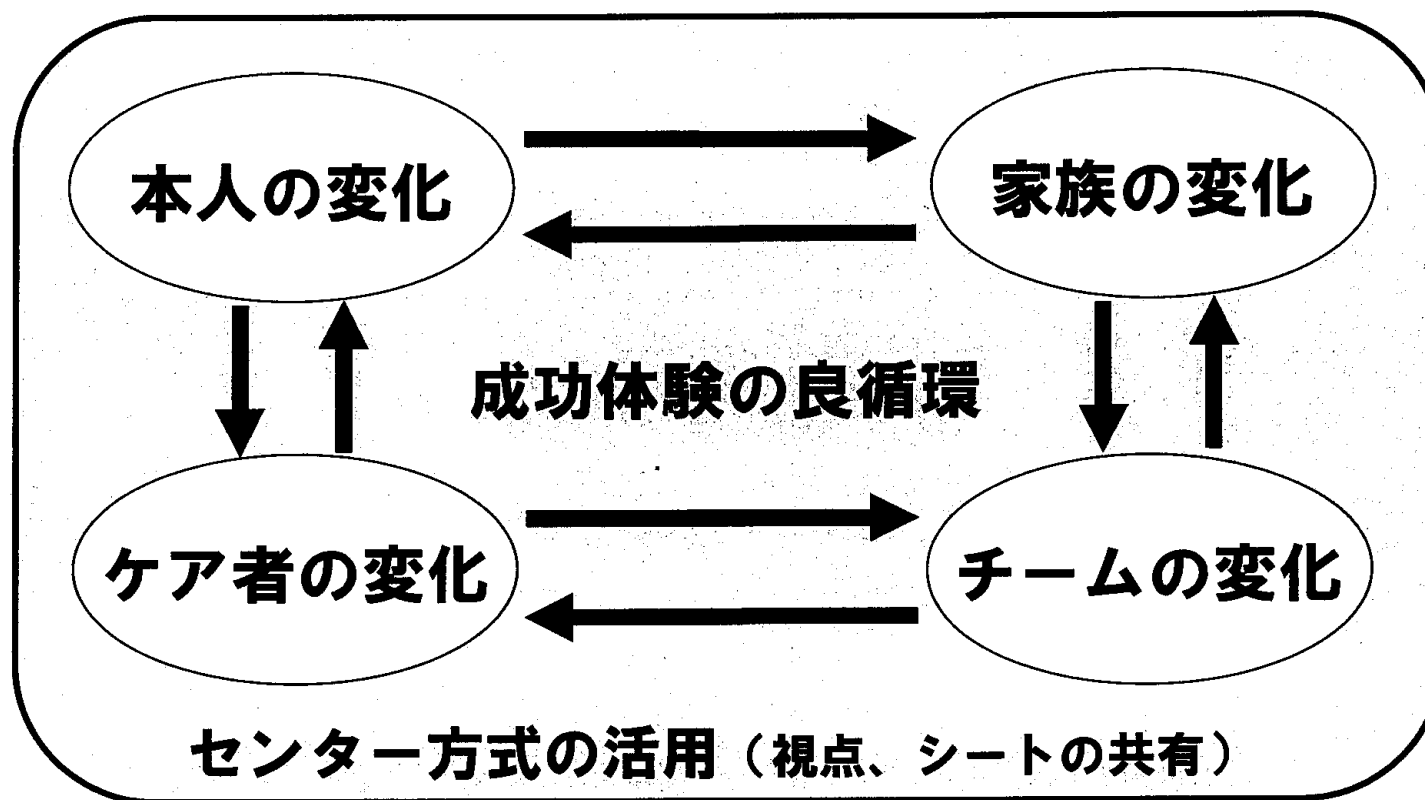 本人の変化
家族の変化
成功体験の良循環
ケア者の変化
チームの変化
センター方式の活用（視点、シートの共有）